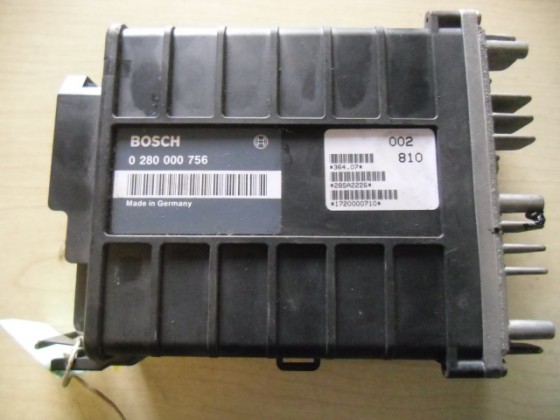 BOSCH
0 280 000 756
Made in Germany
002
810
*364.07*
*28SA2226*
*1720000710*